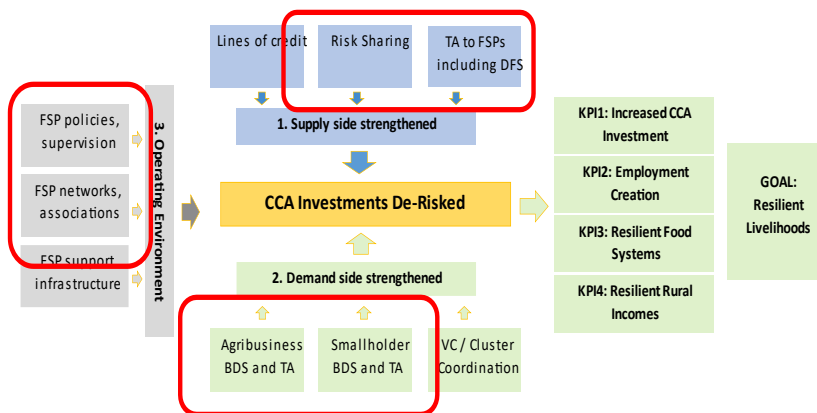 Lines of credit
Risk Sharing
TA to FSPs
including DFS
1. Supply side strengthened
FSP policies,
supervision
FSP networks,
associations
FSP support
infrastructure
3. Operating Environment
CCA Investments De-Risked
2. Demand side strengthened
Agribusiness
BDS and TA
Smallholder
BDS and TA
VC / Cluster
Coordination
KPI1: Increased CCA
Investment
KPI2: Employment
Creation
KPI3: Resilient Food
Systems
KPI4: Resilient Rural
Incomes
GOAL:
Resilient
Livelihoods